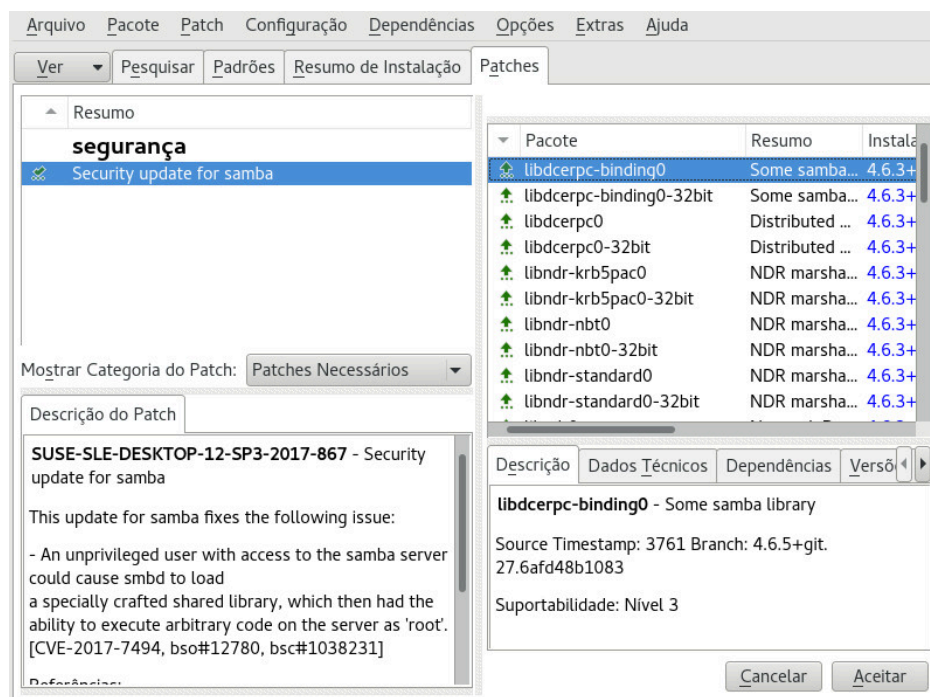 Arquivo Pacote Patch Configuração Dependências Opções Extras Ajuda
Ver Pesquisar Padrões Resumo de Instalação Patches
Resumo
segurança
Security update for samba
Mostrar Categoria do Patch: Patches Necessários
Descrição do Patch
SUSE-SLE-DESKTOP-12-SP3-2017-867 - Security
update for samba
This update for samba fixes the following issue:
- An unprivileged user with access to the samba server
could cause smbd to load
a specially crafted shared library, which then had the
ability to execute arbitrary code on the server as 'root'.
[CVE-2017-7494, bso#12780, bsc#1038231]
Referências:
Pacote Resumo Instala
libdcerpc-binding0 Some samba... 4.6.3+
libdcerpc-binding0-32bit Some samba... 4.6.3+
libdcerpc0 Distributed ... 4.6.3+
libdcerpc0-32bit Distributed ... 4.6.3+
libndr-krb5pac0 NDR marsha... 4.6.3+
libndr-krb5pac0-32bit NDR marsha... 4.6.3+
libndr-nbt0 NDR marsha... 4.6.3+
libndr-nbt0-32bit NDR marsha... 4.6.3+
libndr-standard0 NDR marsha... 4.6.3+
libndr-standard0-32bit NDR marsha... 4.6.3+
Descrição Dados Técnicos Dependências Versõ
libdcerpc-binding0 - Some samba library
Source Timestamp: 3761 Branch: 4.6.5+git.
27.6afd48b1083
Suportabilidade: Nível 3
Cancelar Aceitar